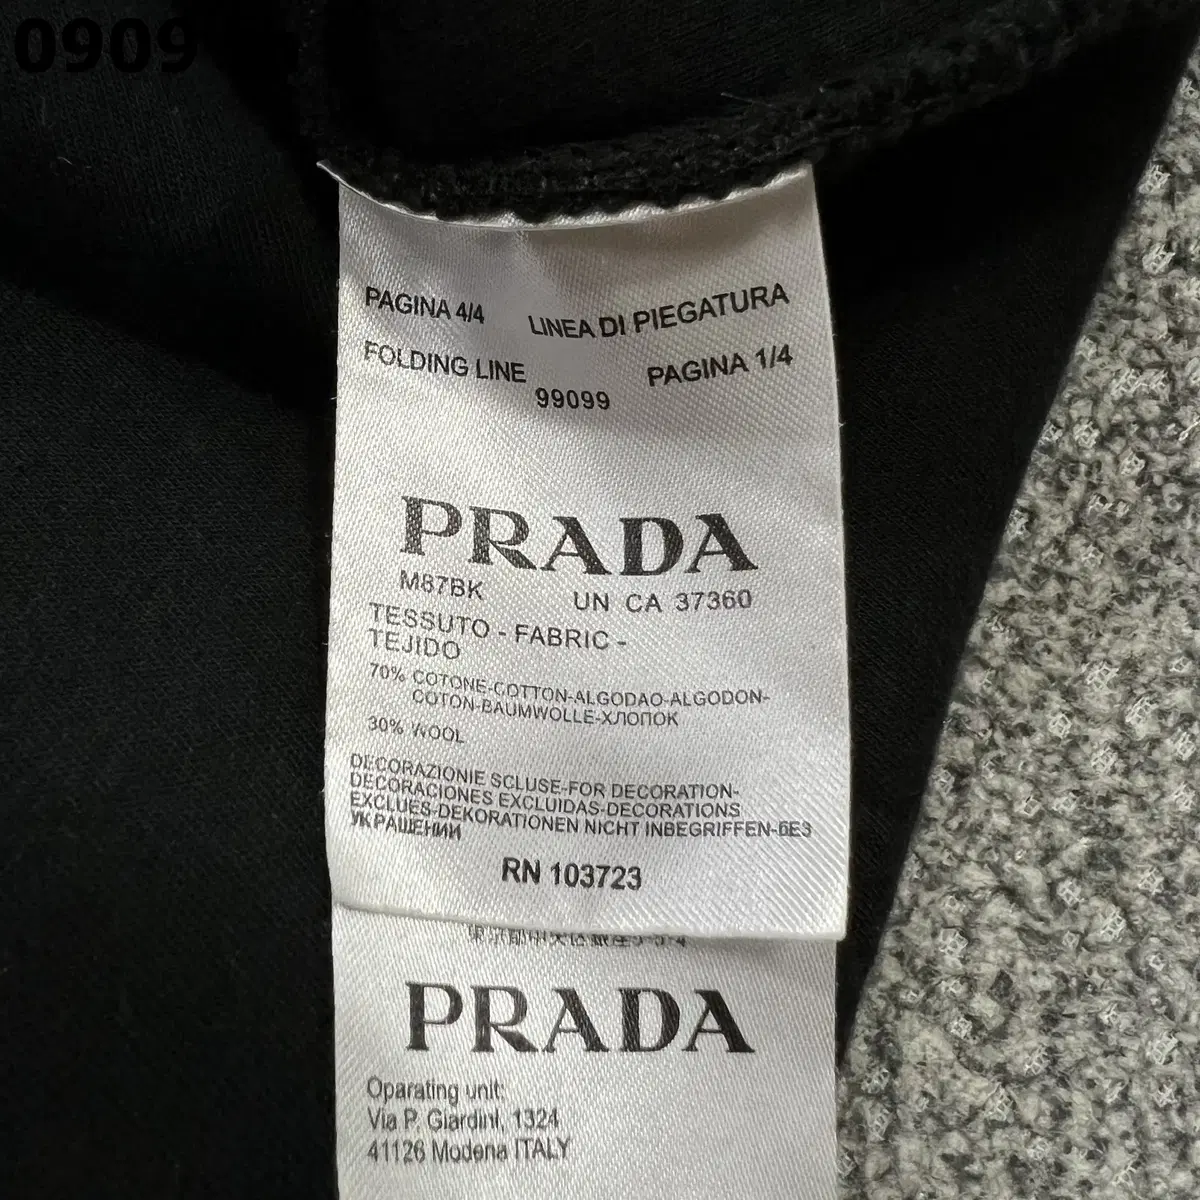 0909
PAGINA 4/4 LINEA DI PIEGATURA
FOLDING LINE PAGINA 1/4
99099
PRADA
M87BK UN CA 37360
TESSUTO - FABRIC -
TEJIDO
70% COTONE-COTTON-ALGODAO-ALGODON-
COTON-BAUMWOLLE-ХЛОПОК
30% WOOL
DECORAZIONIE SCLUSE-FOR DECORATION-
DECORACIONES EXCLUIDAS-DECORATIONS
EXCLUES-DEKORATIONEN NICHT INBEGRIFFEN-БЕЗ
УКРАШЕНИИ
RN 103723
PRADA
Oparating unit:
Via P. Giardini, 1324
41126 Modena ITALY